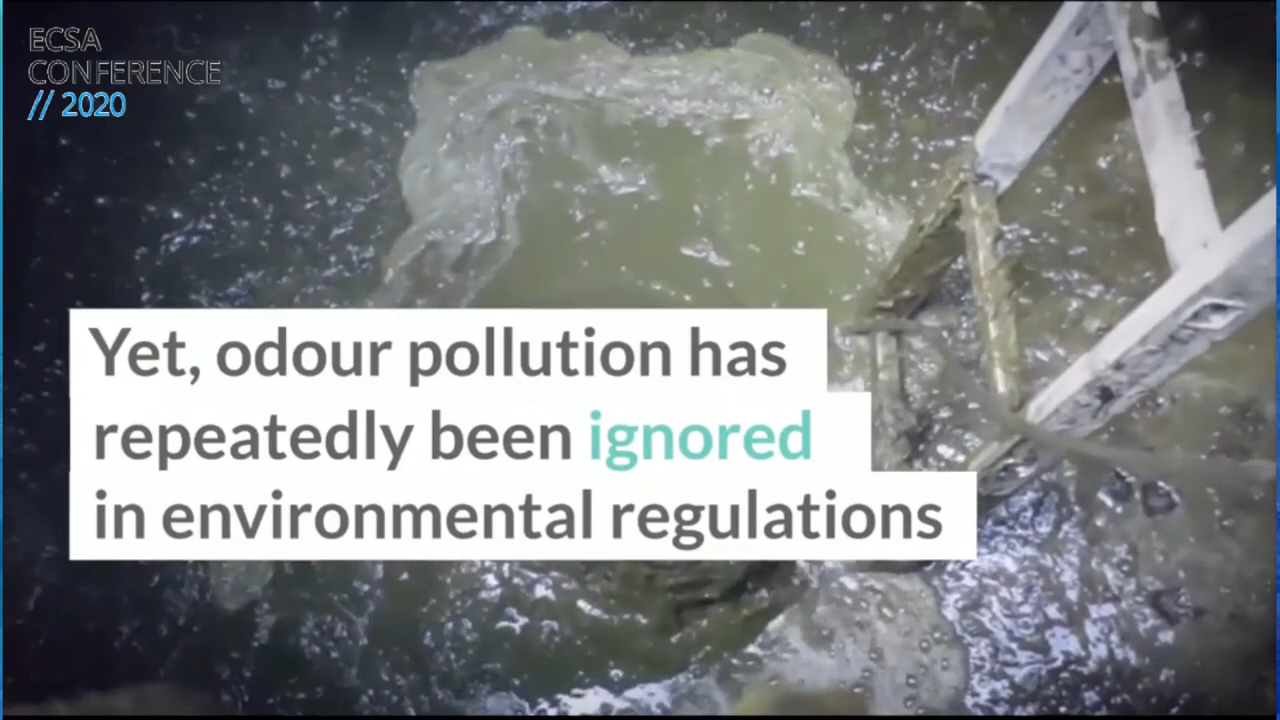 ECSA
CONFERENCE
// 2020
Yet, odour pollution has
repeatedly been ignored
in environmental regulations